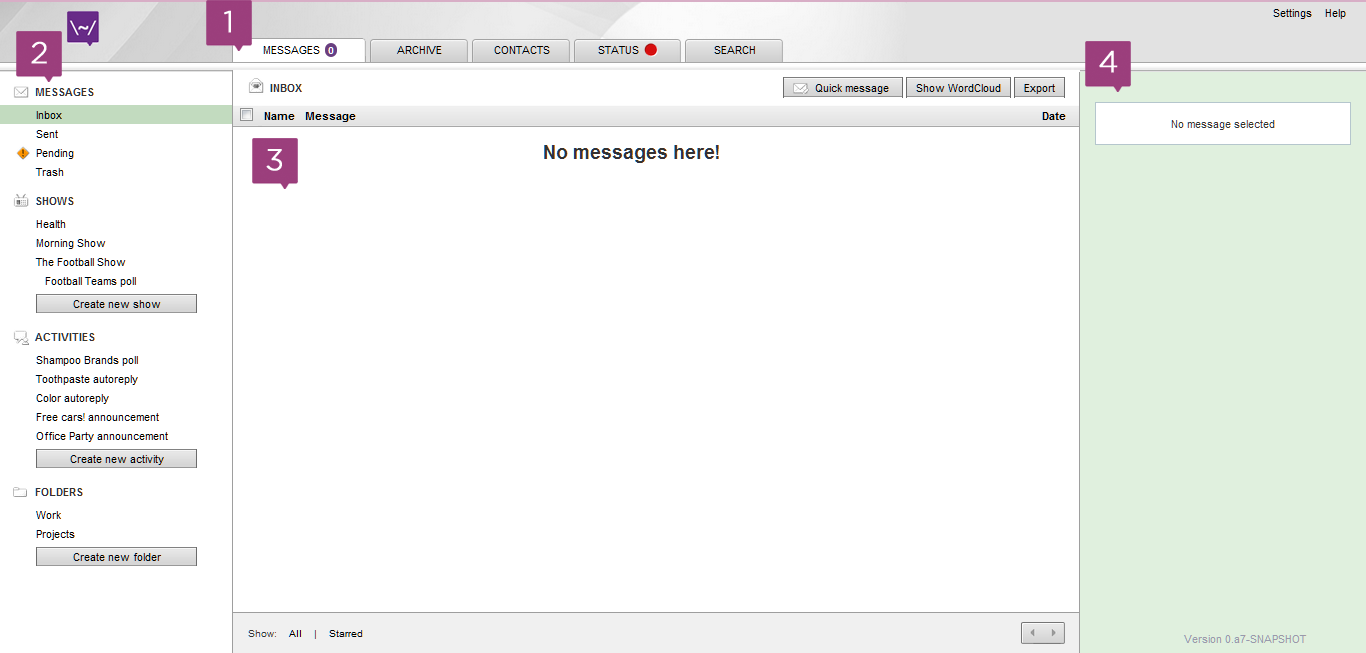 Settings Help
1
\~/
2
MESSAGES 0
ARCHIVE
CONTACTS
STATUS
SEARCH
4
MESSAGES
Inbox
Sent
Pending
Trash
SHOWS
Health
Morning Show
The Football Show
Football Teams poll
Create new show
ACTIVITIES
Shampoo Brands poll
Toothpaste autoreply
Color autoreply
Free cars! announcement
Office Party announcement
Create new activity
FOLDERS
Work
Projects
Create new folder
INBOX
Quick message
Show WordCloud
Export
Name Message Date
3
No messages here!
Show: All | Starred
No message selected
Version 0.a7-SNAPSHOT